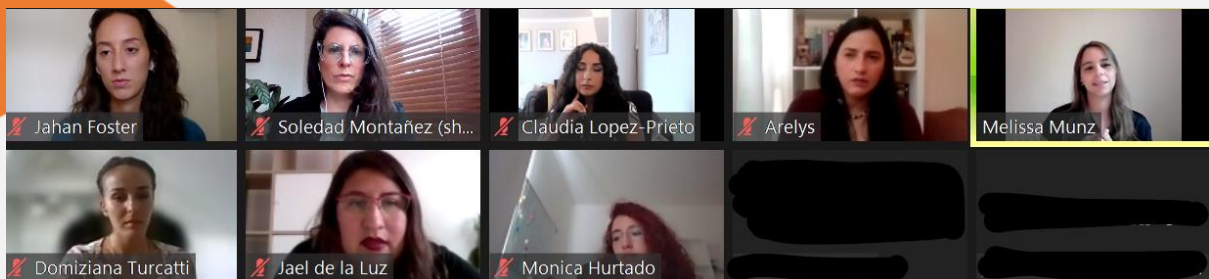 Jahan Foster
Soledad Montañez (sh...
Claudia Lopez-Prieto
Arelys
Melissa Munz
Domiziana Turcatti
Jael de la Luz
Monica Hurtado